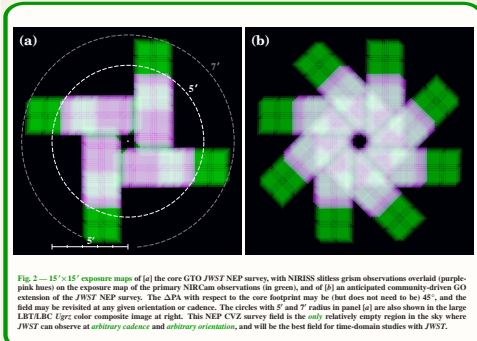 (a)
(b)
7′
5′
5′
Fig. 2 — 15′×15′ exposure maps of [a] the core GTO JWST NEP survey, with NIRISS slitless grism observations overlaid (purple-
pink hues) on the exposure map of the primary NIRCam observations (in green), and of [b] an anticipated community-driven GO
extension of the JWST NEP survey. The ΔPA with respect to the core footprint may be (but does not need to be) 45°, and the
field may be revisited at any given orientation or cadence. The circles with 5′ and 7′ radius in panel [a] are also shown in the large
LBT/LBC Ugrz color composite image at right. This NEP CVZ survey field is the only relatively empty region in the sky where
JWST can observe at arbitrary cadence and arbitrary orientation, and will be the best field for time-domain studies with JWST.